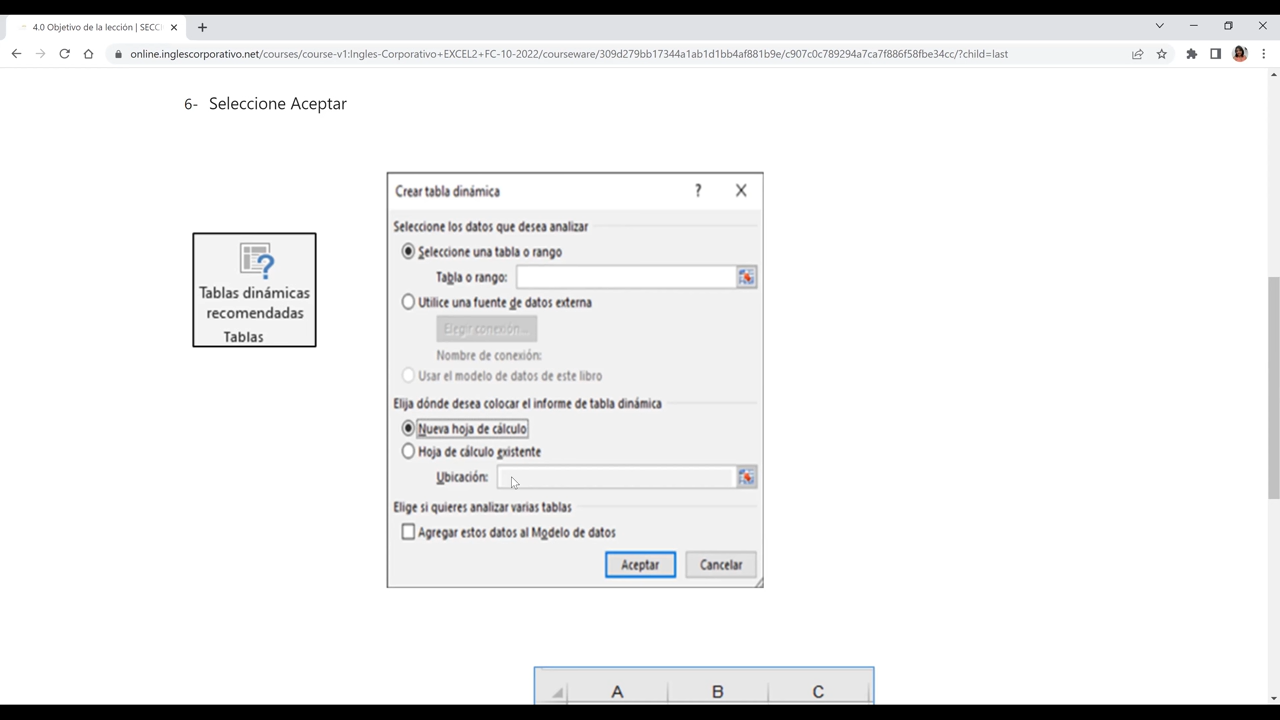 4.0 Objetivo de la lección | SECC
online.inglescorporativo.net/courses/course-v1:Ingles-Corporativo+EXCEL2+FC-10-2022/courseware/309d279bb17344a1ab1d1bb4af881b9e/c907c0c789294a7ca7f886f58fbe34cc/?child=last
6- Seleccione Aceptar
Crear tabla dinámica
?
Seleccione los datos que desea analizar
Seleccione una tabla o rango
Tabla o rango:
Utilice una fuente de datos externa
Elegir conexión...
Nombre de conexión:
Usar el modelo de datos de este libro
Elija dónde desea colocar el informe de tabla dinámica
Nueva hoja de cálculo
Hoja de cálculo existente
Ubicación:
Elige si quieres analizar varias tablas
Agregar estos datos al Modelo de datos
Aceptar Cancelar
Tablas dinámicas
recomendadas
Tablas
A B C